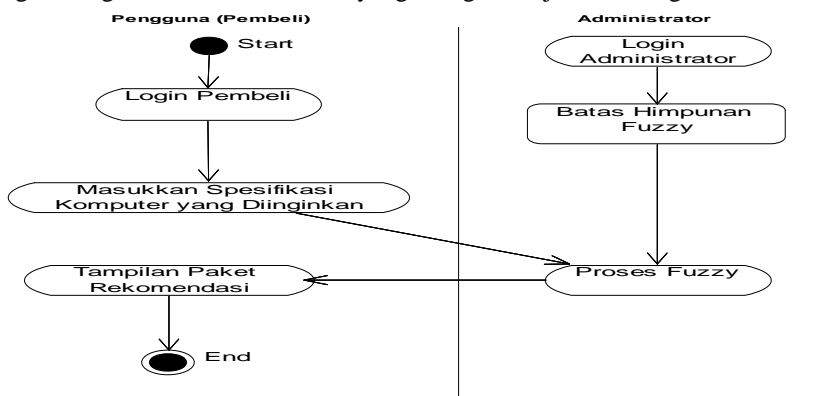 Pengguna (Pembeli)
Administrator
Start
Login
Administrator
Login Pembeli
Batas Himpunan
Fuzzy
Masukkan Spesifikasi
Komputer yang Diinginkan
Tampilan Paket
Rekomendasi
Proses Fuzzy
End